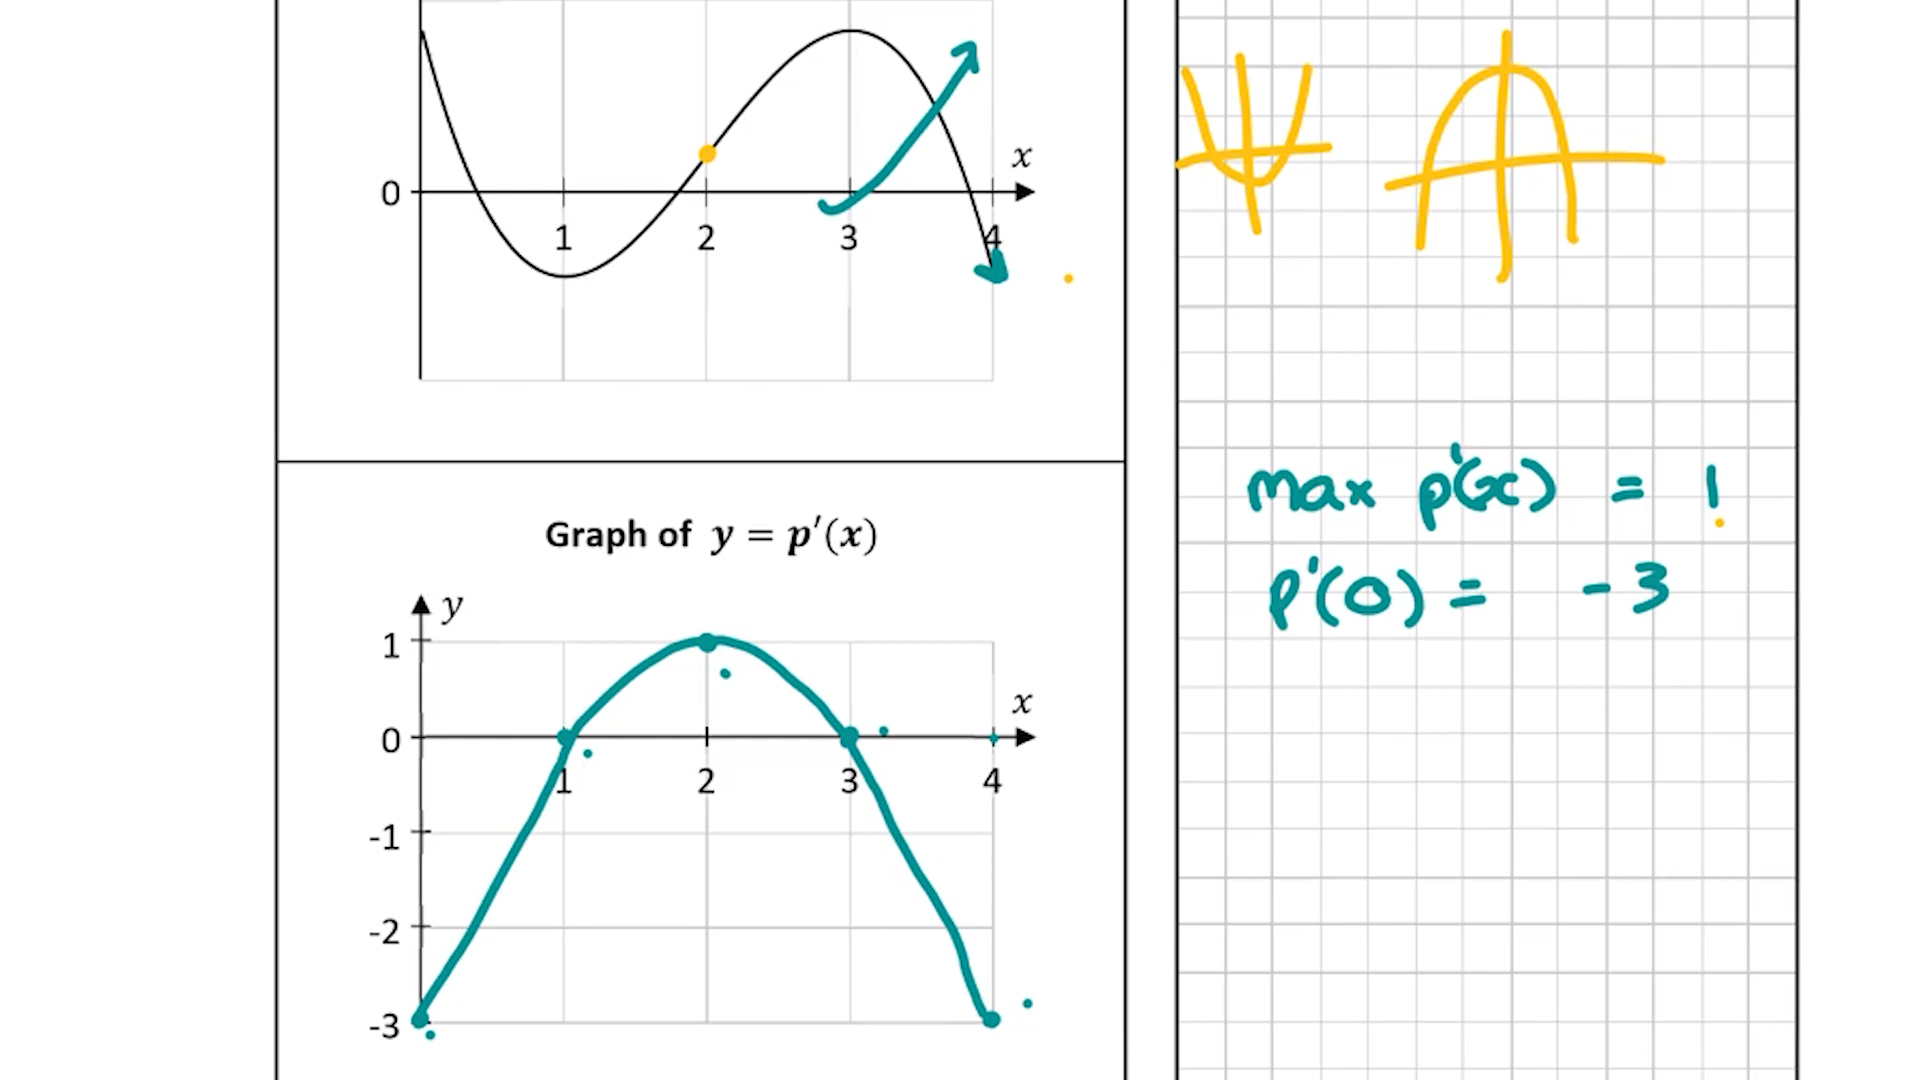 x
0
1 2 3 4
max p'(x) = 1
p'(0) = -3
Graph of y = p′(x)
y
1
x
0
1 2 3 4
-1
-2
-3